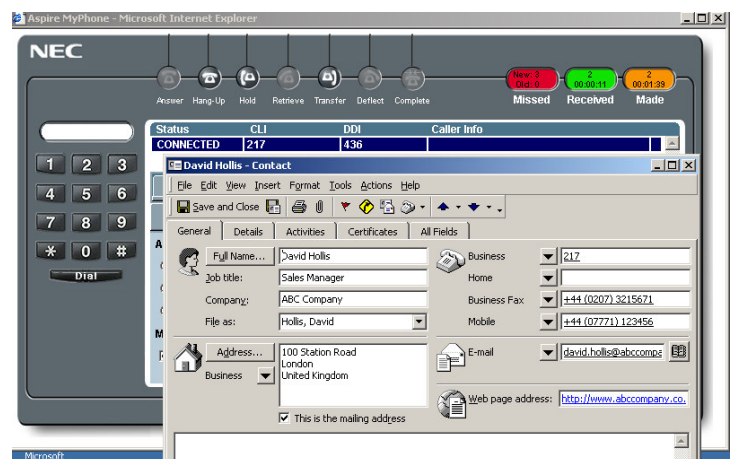 Aspire MyPhone - Microsoft Internet Explorer
NEC
Answer Hang-Up Hold Retrieve Transfer Deflect Complete
New: 3 2 2
Old: 0 00:00:11 00:01:39
Missed Received Made
Status CLI DDI Caller Info
CONNECTED 217 436
1 2 3
4 5 6
7 8 9
* 0 #
Dial
David Hollis - Contact
File Edit View Insert Format Tools Actions Help
Save and Close
General Details Activities Certificates All Fields
Full Name... David Hollis
Job title: Sales Manager
Company: ABC Company
File as: Hollis, David
Business 217
Home
Business Fax +44 (0207) 3215671
Mobile +44 (07771) 123456
Address... 100 Station Road
London
Business United Kingdom
This is the mailing address
E-mail david.hollis@abccompa
Web page address: http://www.abccompany.co.
Microsoft